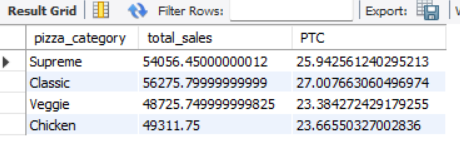 Result Grid Filter Rows: Export:
pizza_category total_sales PTC
Supreme 54056.45000000012 25.942561240295213
Classic 56275.79999999999 27.007663060496974
Veggie 48725.749999999825 23.384272429179255
Chicken 49311.75 23.66550327002836